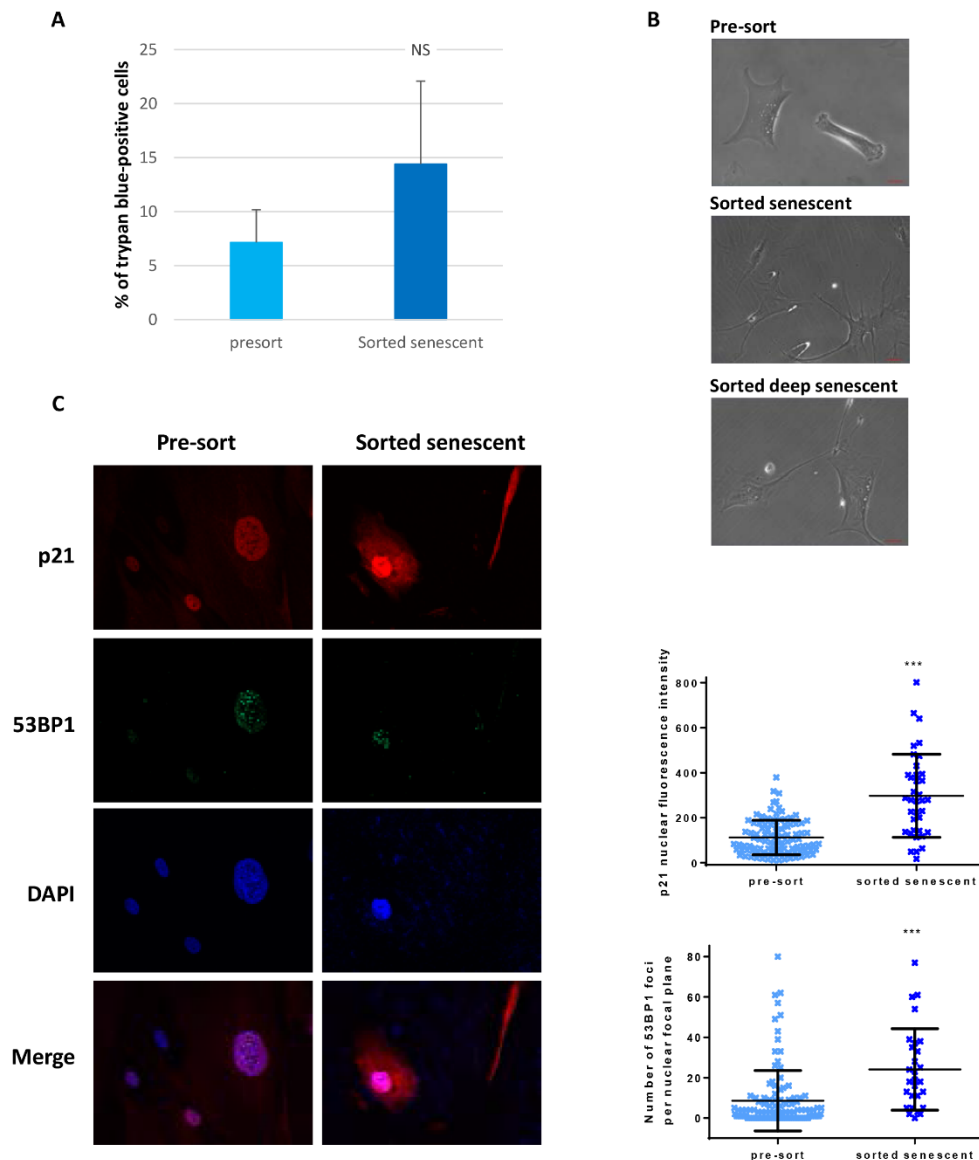 A
NS
% of trypan blue-positive cells
25
20
15
10
5
0
presort
Sorted senescent
B
Pre-sort
Sorted senescent
Sorted deep senescent
C
Pre-sort
Sorted senescent
p21
53BP1
DAPI
Merge
p21 nuclear fluorescence intensity
800
600
400
200
0
***
pre-sort
sorted senescent
Number of 53BP1 foci
per nuclear focal plane
80
60
40
20
0
***
pre-sort
sorted senescent